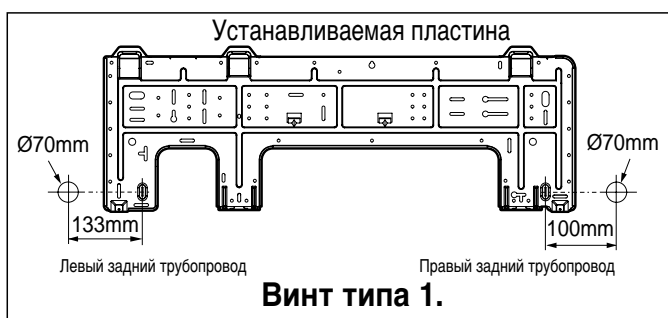 Устанавливаемая пластина
Ø70mm
Ø70mm
133mm
100mm
Левый задний трубопровод
Правый задний трубопровод
Винт типа 1.